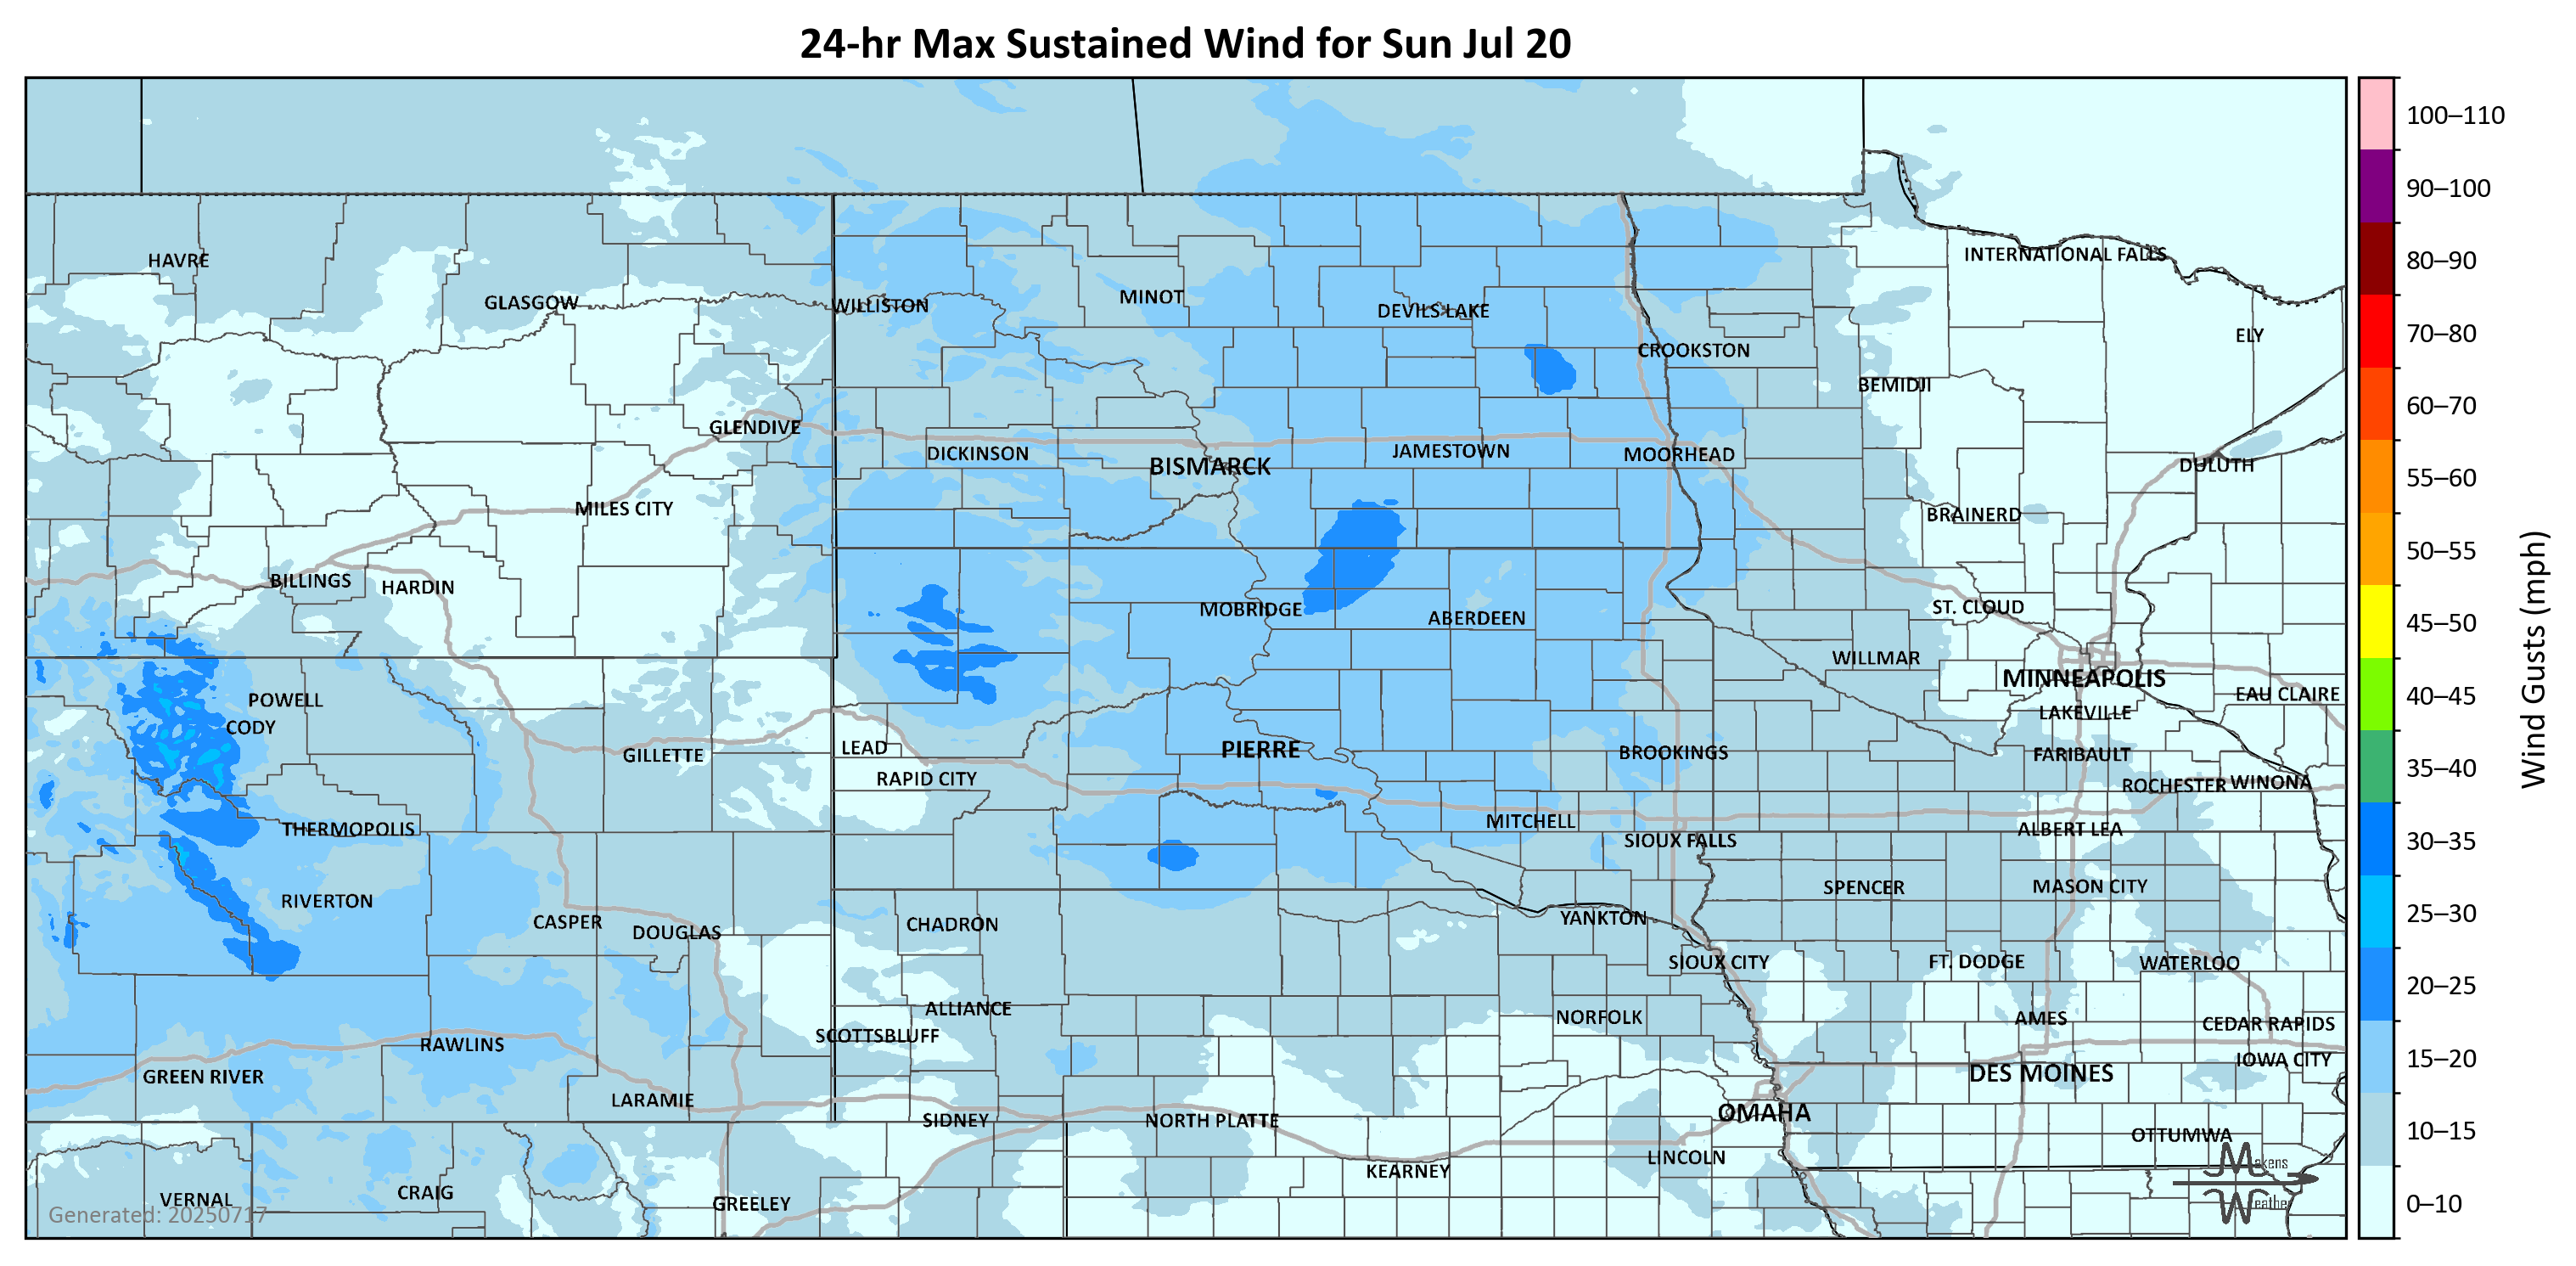 24-hr Max Sustained Wind for Sun Jul 20
100–110
90–100
80–90
70–80
60–70
55–60
50–55
45–50
40–45
35–40
30–35
25–30
20–25
15–20
10–15
0–10
Wind Gusts (mph)
HAVRE
GLASGOW
WILLISTON
MINOT
DEVILS LAKE
INTERNATIONAL FALLS
ELY
CROOKSTON
BEMIDJI
GLENDIVE
DICKINSON
BISMARCK
JAMESTOWN
MOORHEAD
DULUTH
MILES CITY
BRAINERD
BILLINGS
HARDIN
MOBRIDGE
ABERDEEN
ST. CLOUD
WILLMAR
MINNEAPOLIS
EAU CLAIRE
POWELL
CODY
LAKEVILLE
GILLETTE
LEAD
PIERRE
BROOKINGS
FARIBAULT
RAPID CITY
ROCHESTER
WINONA
THERMOPOLIS
MITCHELL
SIOUX FALLS
ALBERT LEA
RIVERTON
SPENCER
MASON CITY
CASPER
DOUGLAS
CHADRON
YANKTON
SIOUX CITY
FT. DODGE
WATERLOO
ALLIANCE
SCOTTSBLUFF
NORFOLK
AMES
CEDAR RAPIDS
RAWLINS
GREEN RIVER
IOWA CITY
DES MOINES
LARAMIE
SIDNEY
NORTH PLATTE
OMAHA
OTTUMWA
LINCOLN
KEARNEY
VERNAL
CRAIG
GREELEY
Makens
Weather
Generated: 20250717